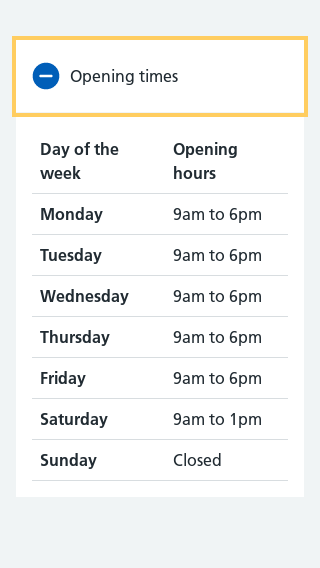 Opening times
Day of the week Opening hours
Monday 9am to 6pm
Tuesday 9am to 6pm
Wednesday 9am to 6pm
Thursday 9am to 6pm
Friday 9am to 6pm
Saturday 9am to 1pm
Sunday Closed